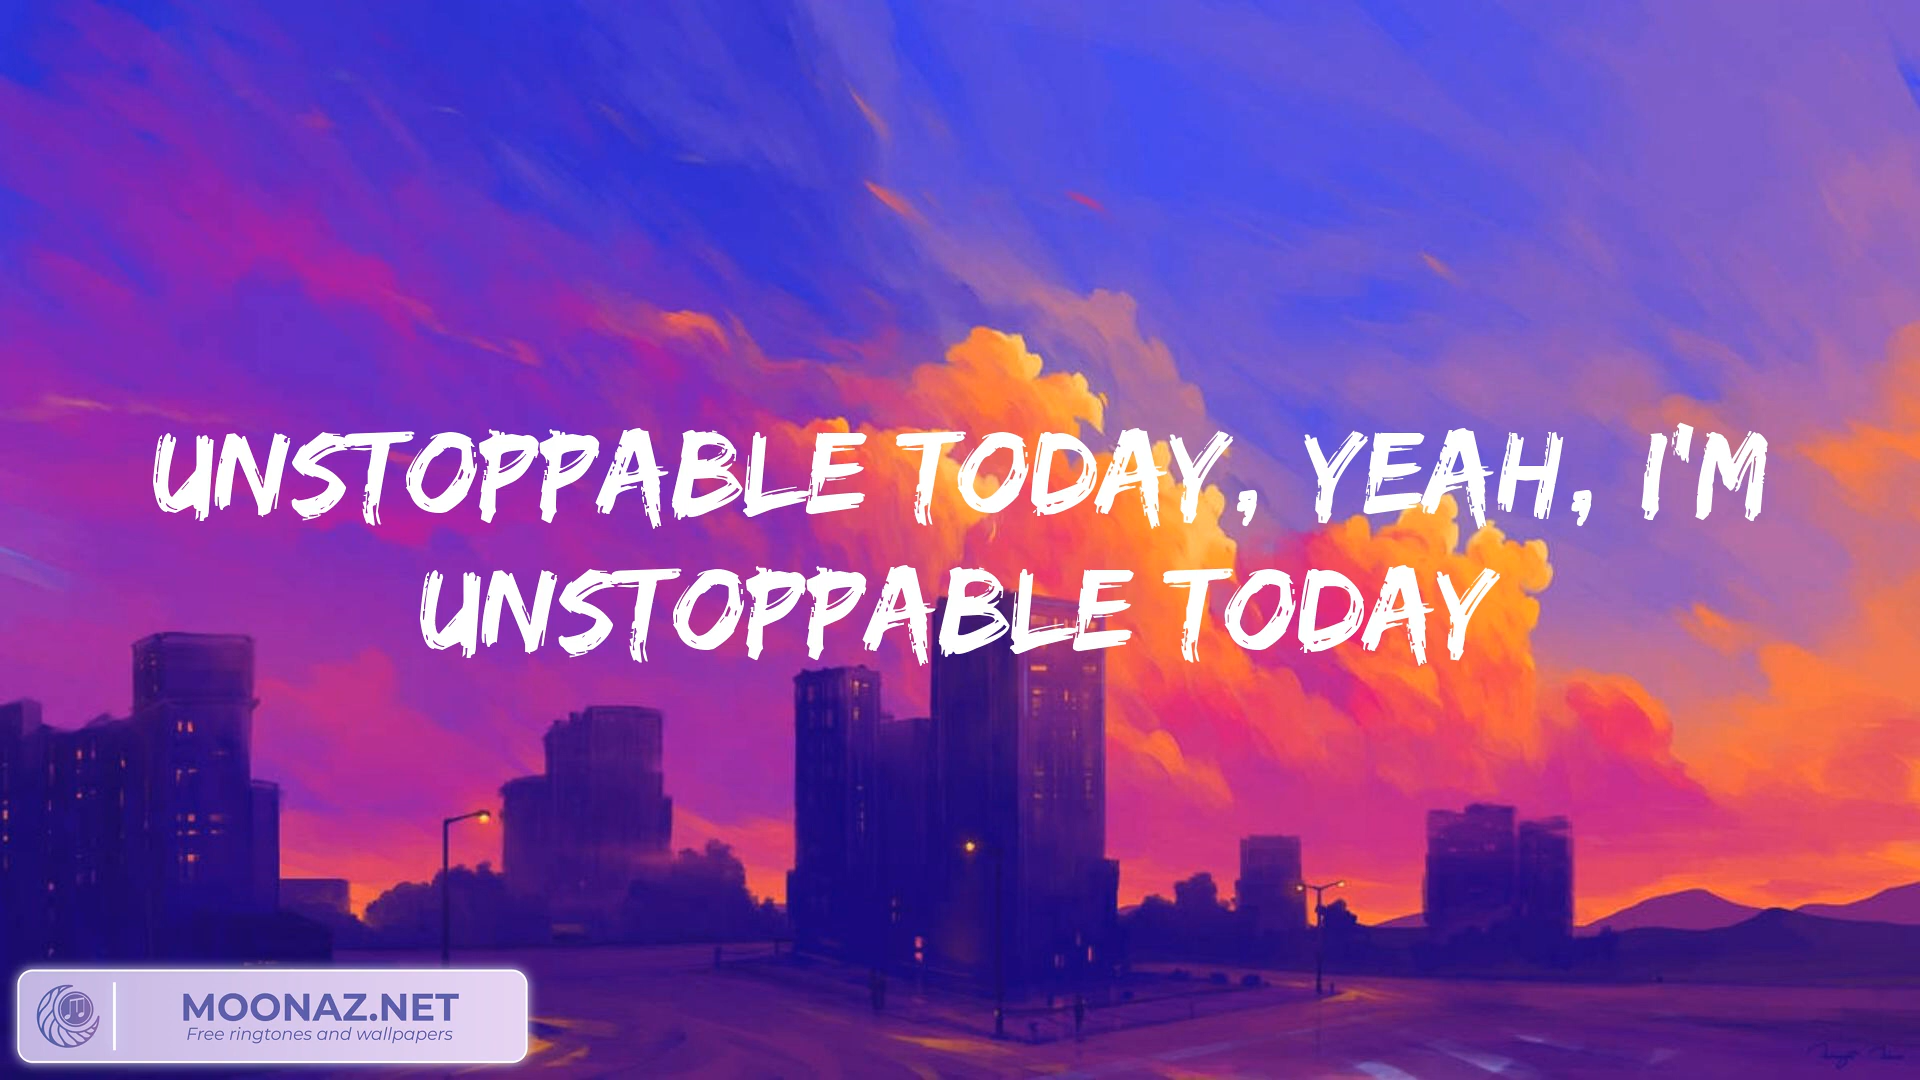 UNSTOPPABLE TODAY, YEAH, I'M
UNSTOPPABLE TODAY
MOONAZ.NET
Free ringtones and wallpapers